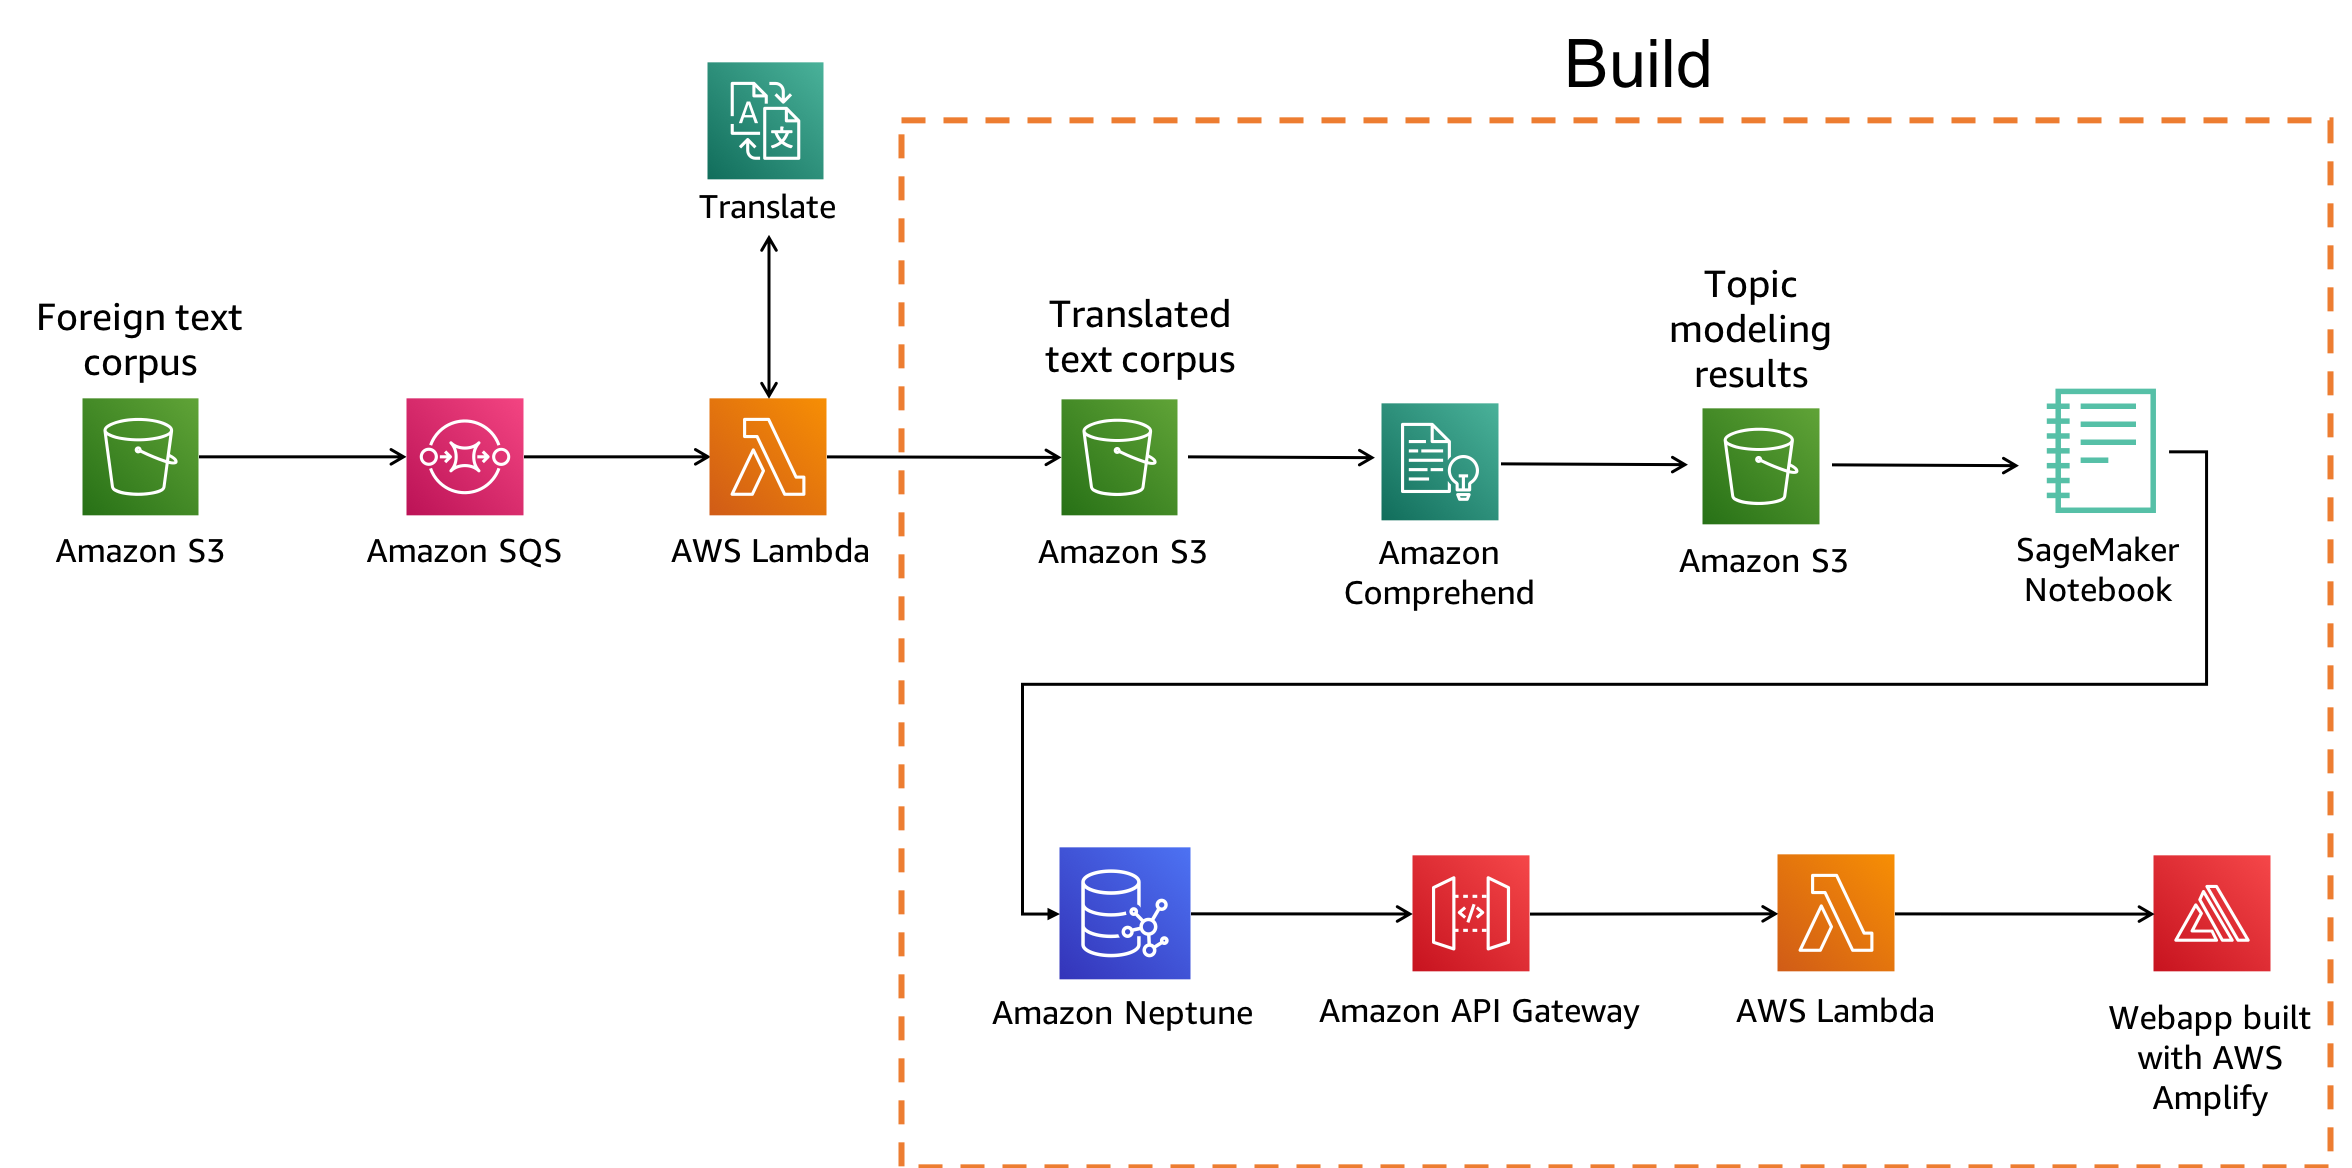 Build
Translate
Foreign text
corpus
Translated
text corpus
Topic
modeling
results
Amazon S3
Amazon SQS
AWS Lambda
Amazon S3
Amazon
Comprehend
Amazon S3
SageMaker
Notebook
Amazon Neptune
Amazon API Gateway
AWS Lambda
Webapp built
with AWS
Amplify
A
文